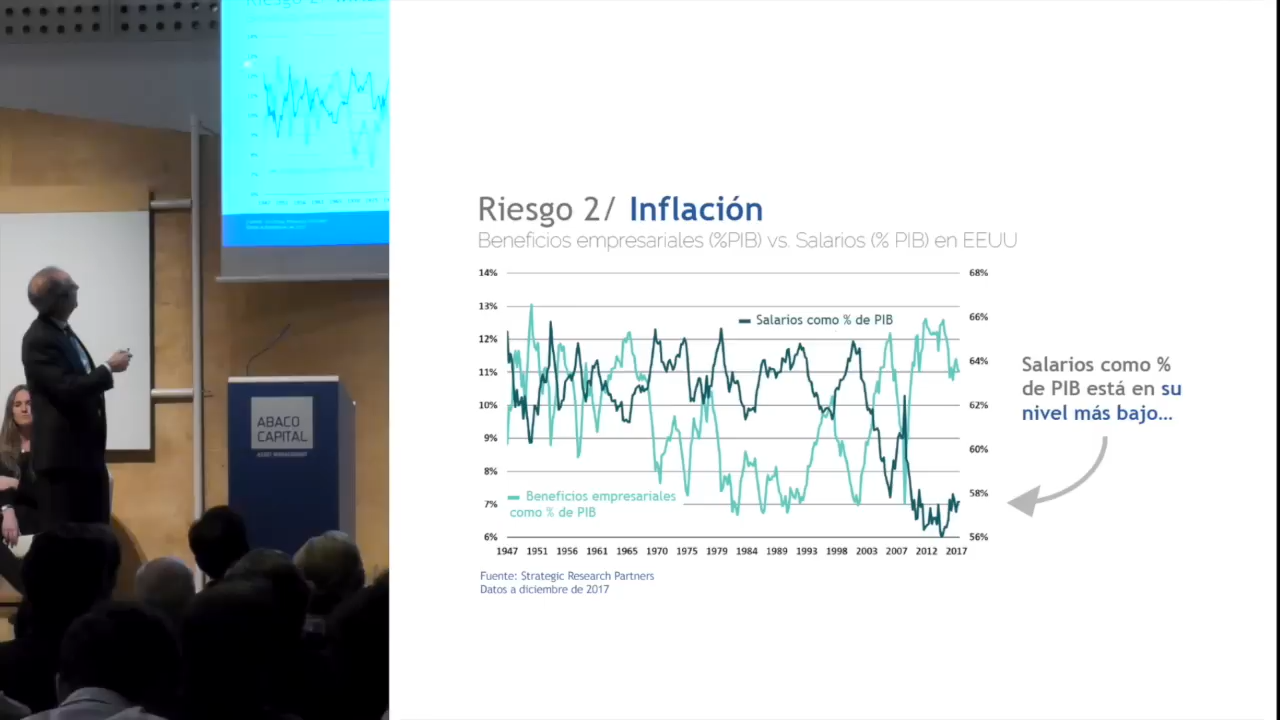 Riesgo 2/ Inflación
Beneficios empresariales (%PIB) vs. Salarios (% PIB) en EEUU
14%
13%
12%
11%
10%
9%
8%
7%
6%
68%
66%
64%
62%
60%
58%
56%
Salarios como % de PIB
Beneficios empresariales
como % de PIB
1947 1951 1956 1961 1965 1970 1975 1979 1984 1989 1993 1998 2003 2007 2012 2017
Fuente: Strategic Research Partners
Datos a diciembre de 2017
Salarios como %
de PIB está en su
nivel más bajo...
ABACO
CAPITAL
ASSET MANAGEMENT